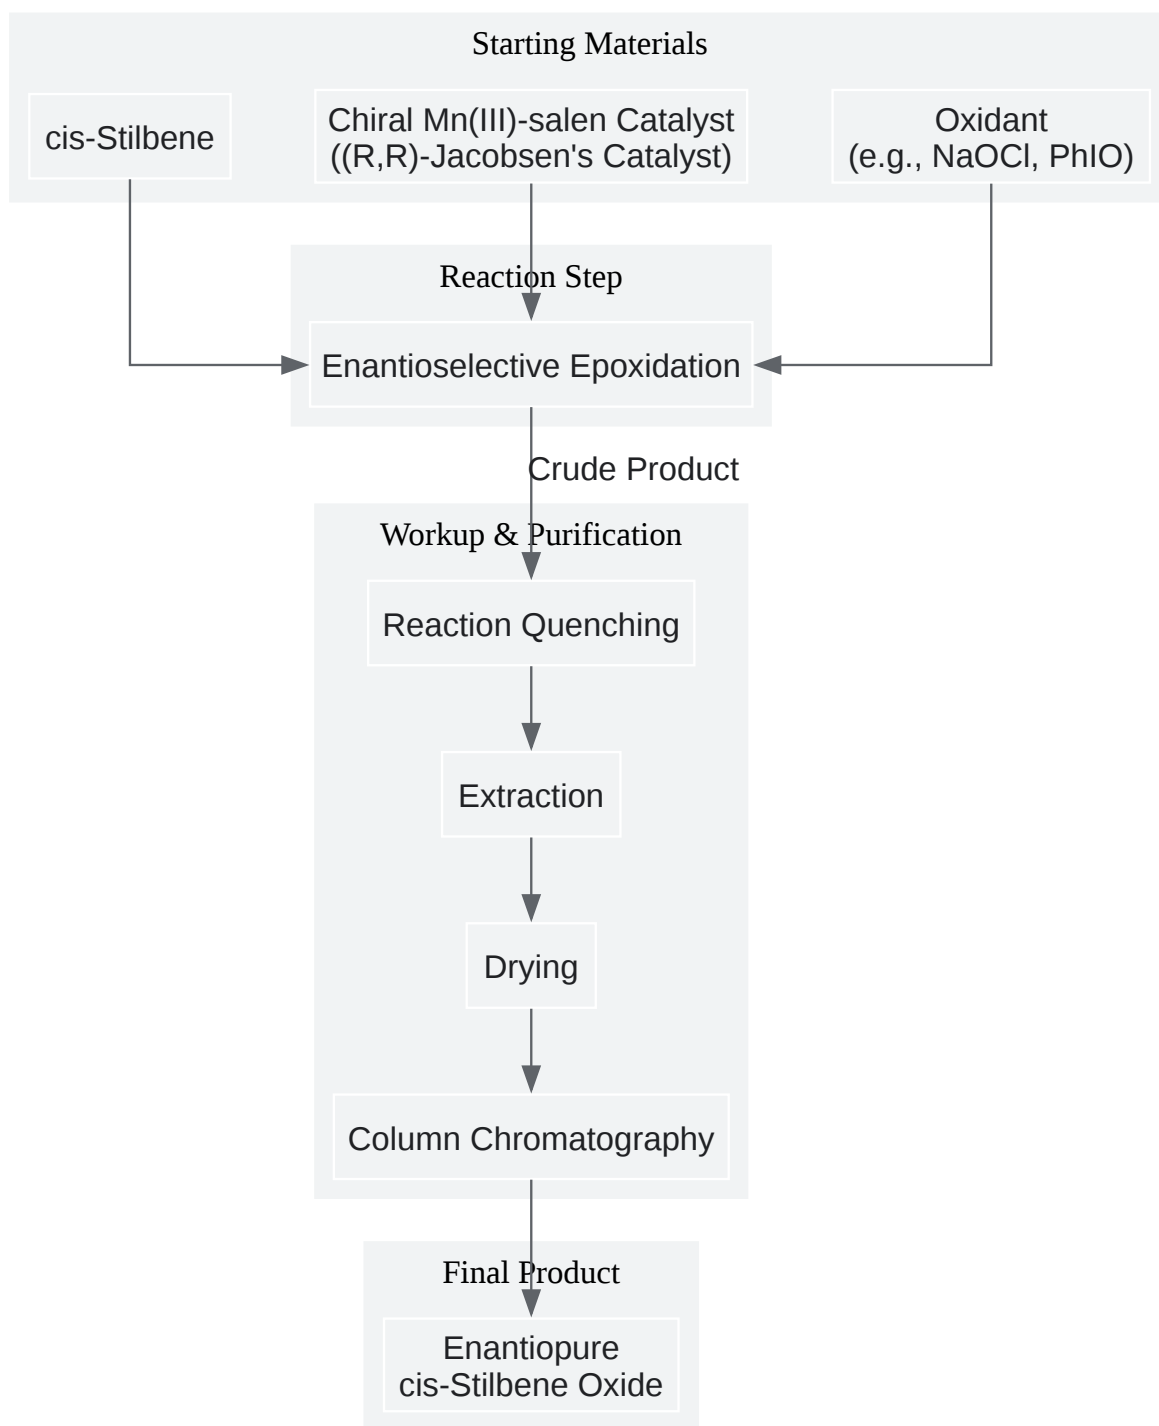 Starting Materials
cis-Stilbene
Chiral Mn(III)-salen Catalyst
((R,R)-Jacobsen's Catalyst)
Oxidant
(e.g., NaOCl, PhIO)
Reaction Step
Enantioselective Epoxidation
Crude Product
Workup & Purification
Reaction Quenching
Extraction
Drying
Column Chromatography
Final Product
Enantiopure
cis-Stilbene Oxide